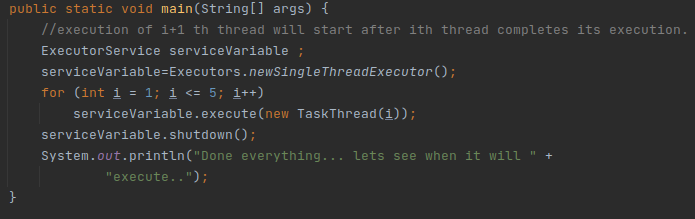 public static void main(String[] args) {
//execution of i+1 th thread will start after ith thread completes its execution.
ExecutorService serviceVariable ;
serviceVariable=Executors.newSingleThreadExecutor();
for (int i = 1; i <= 5; i++)
serviceVariable.execute(new TaskThread(i));
serviceVariable.shutdown();
System.out.println("Done everything... lets see when it will " +
"execute..");
}